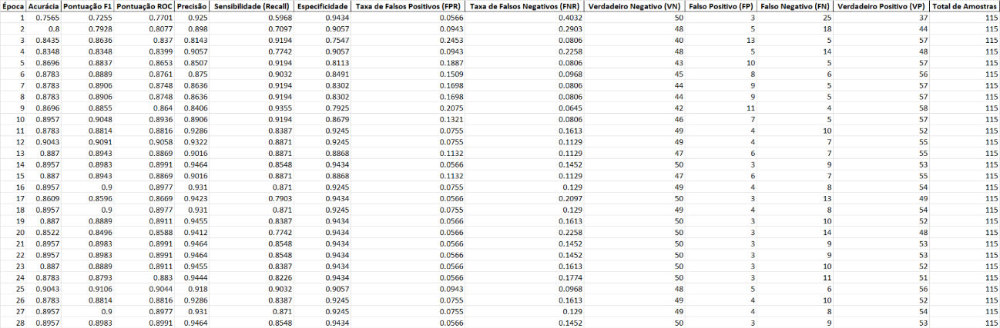 Época Acurácia Pontuação F1 Pontuação ROC Precisão Sensibilidade (Recall) Especificidade Taxa de Falsos Positivos (FPR) Taxa de Falsos Negativos (FNR) Verdadeiro Negativo (VN) Falso Positivo (FP) Falso Negativo (FN) Verdadeiro Positivo (VP) Total de Amostras
1 0.7565 0.7255 0.7701 0.925 0.5968 0.9434 0.0566 0.4032 50 3 25 37 115
2 0.8 0.7928 0.8077 0.898 0.7097 0.9057 0.0943 0.2903 48 5 18 44 115
3 0.8435 0.8636 0.837 0.8143 0.9194 0.7547 0.2453 0.0806 40 13 5 57 115
4 0.8348 0.8348 0.8399 0.9057 0.7742 0.9057 0.0943 0.2258 48 5 14 48 115
5 0.8696 0.8837 0.8653 0.8507 0.9194 0.8113 0.1887 0.0806 43 10 5 57 115
6 0.8783 0.8889 0.8761 0.875 0.9032 0.8491 0.1509 0.0968 45 8 6 56 115
7 0.8783 0.8906 0.8748 0.8636 0.9194 0.8302 0.1698 0.0806 44 9 5 57 115
8 0.8783 0.8906 0.8748 0.8636 0.9194 0.8302 0.1698 0.0806 44 9 5 57 115
9 0.8696 0.8855 0.864 0.8406 0.9355 0.7925 0.2075 0.0645 42 11 4 58 115
10 0.8957 0.9048 0.8936 0.8906 0.9194 0.8679 0.1321 0.0806 46 7 5 57 115
11 0.8783 0.8814 0.8816 0.9286 0.8387 0.9245 0.0755 0.1613 49 4 10 52 115
12 0.9043 0.9091 0.9058 0.9322 0.8871 0.9245 0.0755 0.1129 49 4 7 55 115
13 0.887 0.8943 0.8869 0.9016 0.8871 0.8868 0.1132 0.1129 47 6 7 55 115
14 0.8957 0.8983 0.8991 0.9464 0.8548 0.9434 0.0566 0.1452 50 3 9 53 115
15 0.887 0.8943 0.8869 0.9016 0.8871 0.8868 0.1132 0.1129 47 6 7 55 115
16 0.8957 0.9 0.8977 0.931 0.871 0.9245 0.0755 0.129 49 4 8 54 115
17 0.8609 0.8596 0.8669 0.9423 0.7903 0.9434 0.0566 0.2097 50 3 13 49 115
18 0.8957 0.9 0.8977 0.931 0.871 0.9245 0.0755 0.129 49 4 8 54 115
19 0.887 0.8889 0.8911 0.9455 0.8387 0.9434 0.0566 0.1613 50 3 10 52 115
20 0.8522 0.8496 0.8588 0.9412 0.7742 0.9434 0.0566 0.2258 50 3 14 48 115
21 0.8957 0.8983 0.8991 0.9464 0.8548 0.9434 0.0566 0.1452 50 3 9 53 115
22 0.8957 0.8983 0.8991 0.9464 0.8548 0.9434 0.0566 0.1452 50 3 9 53 115
23 0.887 0.8889 0.8911 0.9455 0.8387 0.9434 0.0566 0.1613 50 3 10 52 115
24 0.8783 0.8793 0.883 0.9444 0.8226 0.9434 0.0566 0.1774 50 3 11 51 115
25 0.9043 0.9106 0.9044 0.918 0.9032 0.9057 0.0943 0.0968 48 5 6 56 115
26 0.8783 0.8814 0.8816 0.9286 0.8387 0.9245 0.0755 0.1613 49 4 10 52 115
27 0.8957 0.9 0.8977 0.931 0.871 0.9245 0.0755 0.129 49 4 8 54 115
28 0.8957 0.8983 0.8991 0.9464 0.8548 0.9434 0.0566 0.1452 50 3 9 53 115